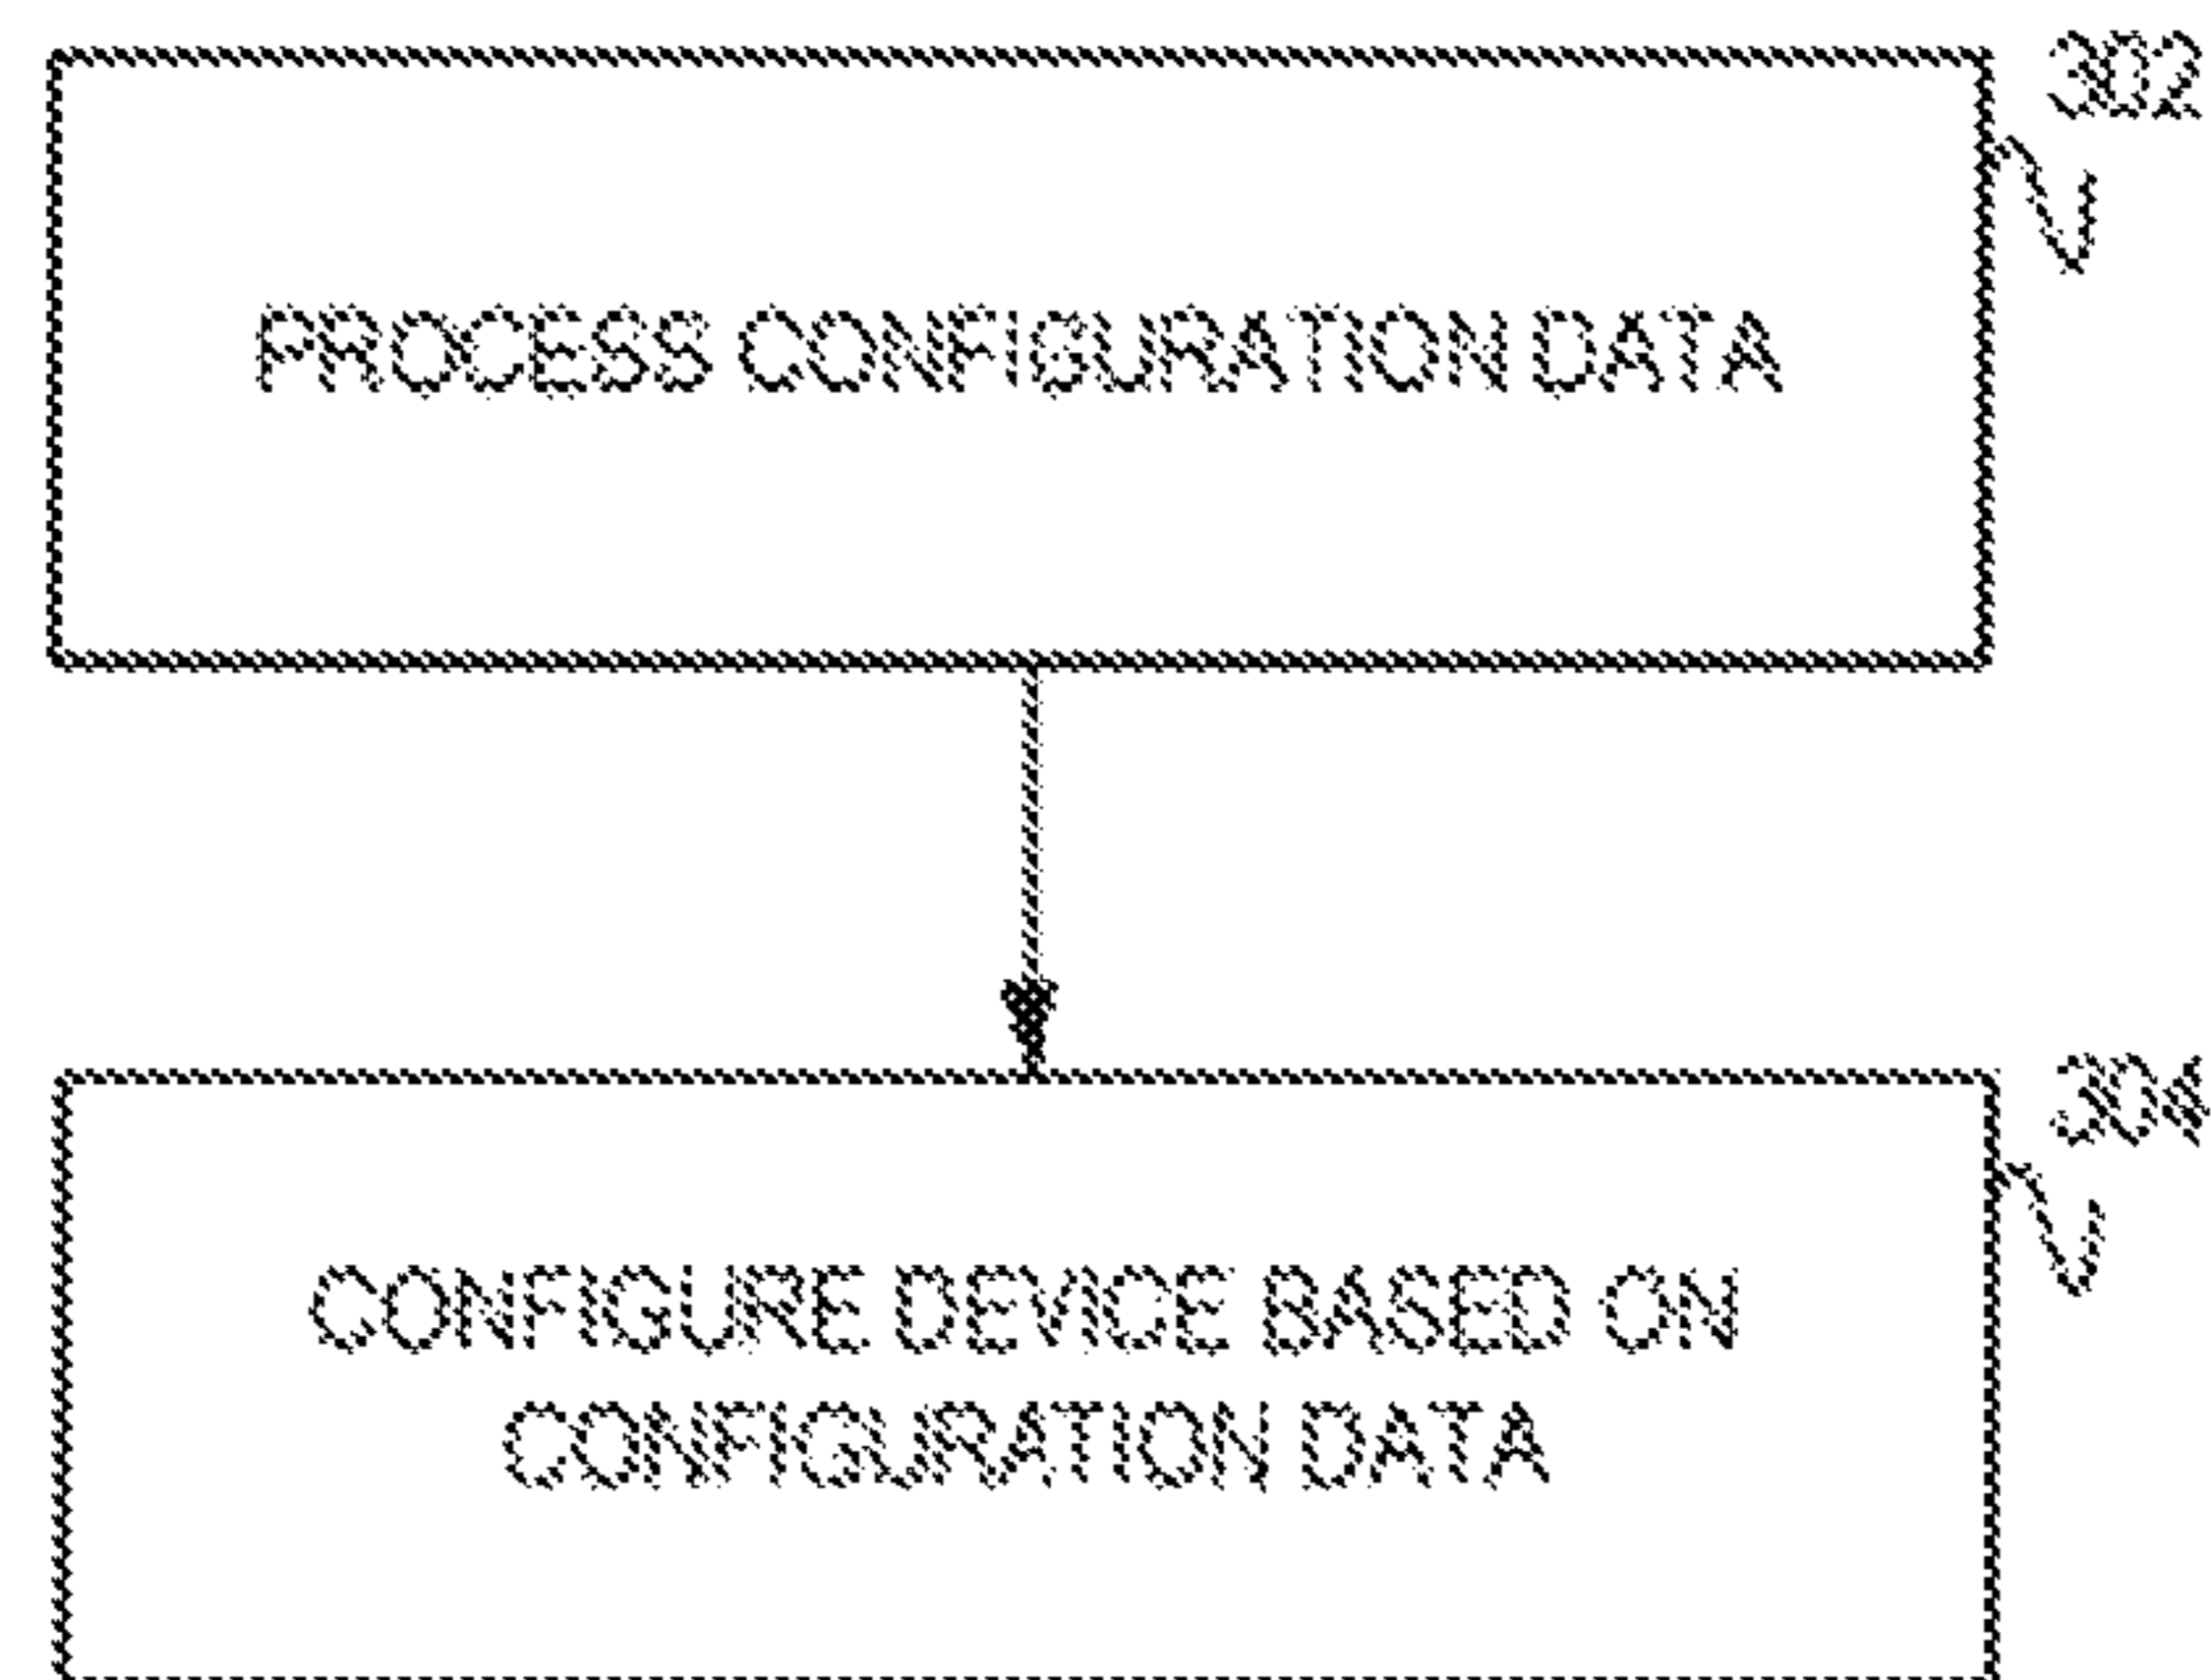 302
PROCESS CONFIGURATION DATA
304
CONFIGURE DEVICE BASED ON
CONFIGURATION DATA